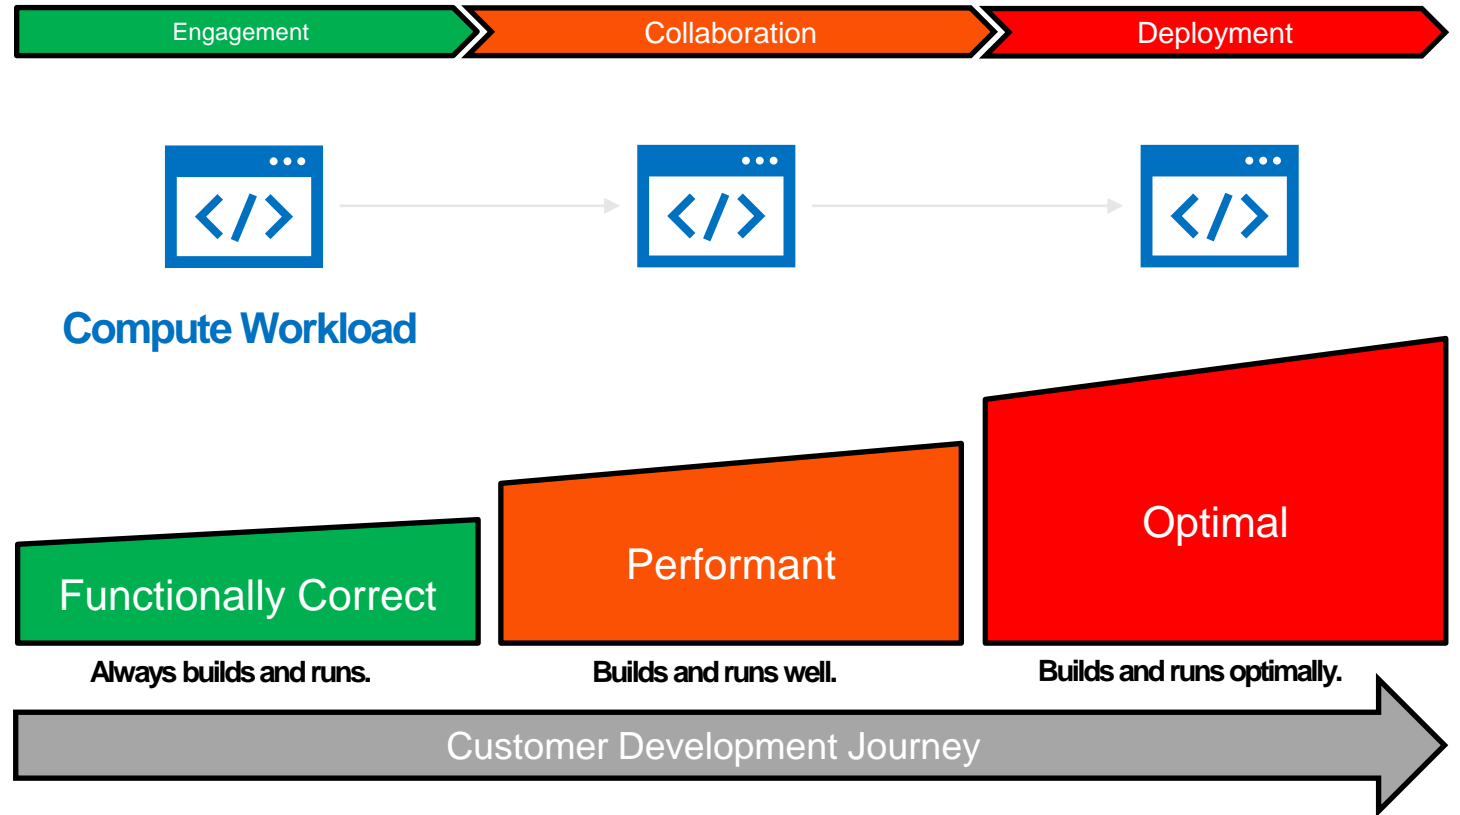 Engagement
Collaboration
Deployment
</>
</>
</>
Compute Workload
Functionally Correct
Performant
Optimal
Always builds and runs.
Builds and runs well.
Builds and runs optimally.
Customer Development Journey